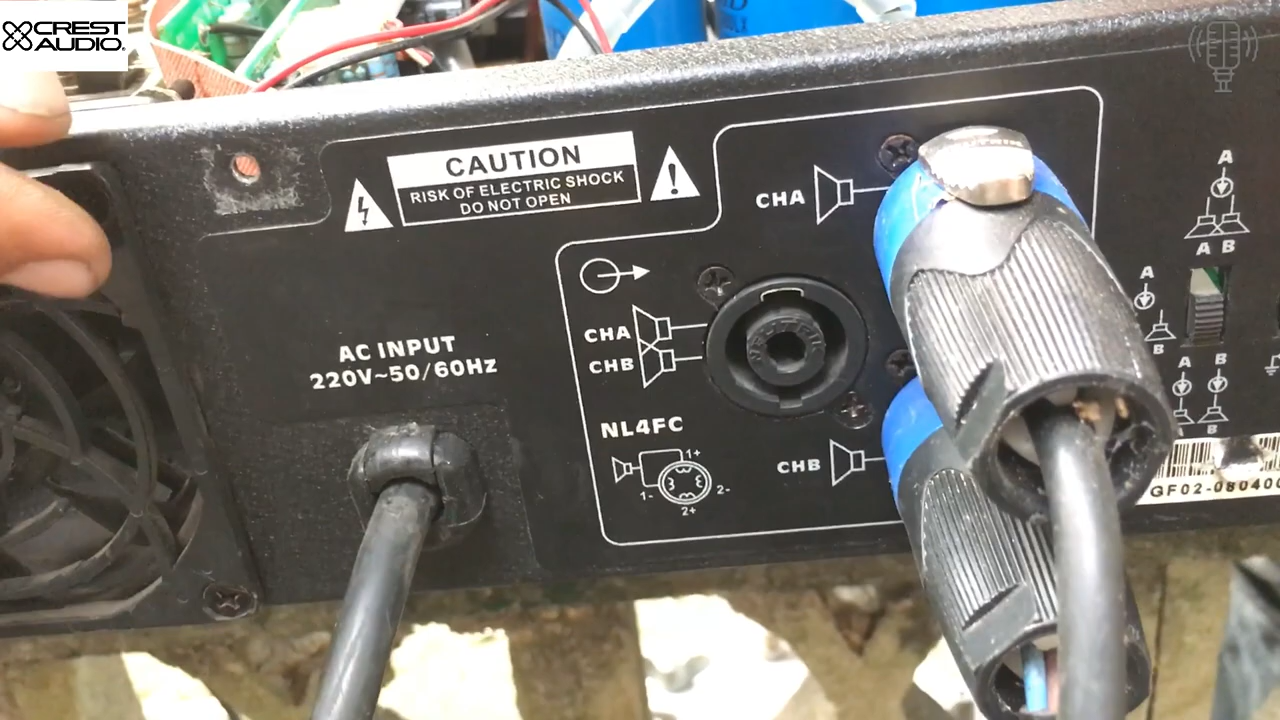 CREST
AUDIO
CAUTION
RISK OF ELECTRIC SHOCK
DO NOT OPEN
AC INPUT
220V~50/60Hz
CHA
CHA
CHB
NL4FC
1+
1-
2-
2+
CHB
A
A B
A
B
A B
A B
GF02-080400